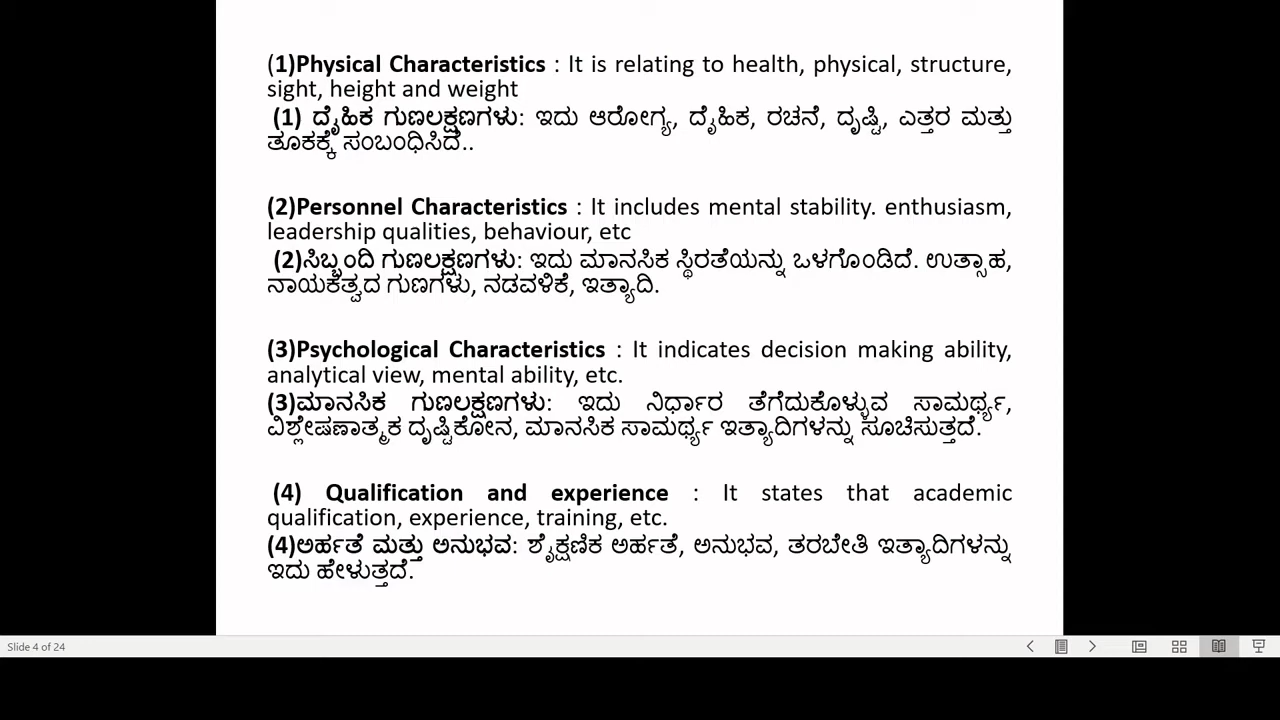 (1)Physical Characteristics : It is relating to health, physical, structure,
sight, height and weight
(1) ದೈಹಿಕ ಗುಣಲಕ್ಷಣಗಳು: ಇದು ಆರೋಗ್ಯ, ದೈಹಿಕ, ರಚನೆ, ದೃಷ್ಟಿ, ಎತ್ತರ ಮತ್ತು
ತೂಕಕ್ಕೆ ಸಂಬಂಧಿಸಿದೆ..
(2)Personnel Characteristics : It includes mental stability. enthusiasm,
leadership qualities, behaviour, etc
(2)ಸಿಬ್ಬಂದಿ ಗುಣಲಕ್ಷಣಗಳು: ಇದು ಮಾನಸಿಕ ಸ್ಥಿರತೆಯನ್ನು ಒಳಗೊಂಡಿದೆ. ಉತ್ಸಾಹ,
ನಾಯಕತ್ವದ ಗುಣಗಳು, ನಡವಳಿಕೆ, ಇತ್ಯಾದಿ.
(3)Psychological Characteristics : It indicates decision making ability,
analytical view, mental ability, etc.
(3)ಮಾನಸಿಕ ಗುಣಲಕ್ಷಣಗಳು: ಇದು ನಿರ್ಧಾರ ತೆಗೆದುಕೊಳ್ಳುವ ಸಾಮರ್ಥ್ಯ,
ವಿಶ್ಲೇಷಣಾತ್ಮಕ ದೃಷ್ಟಿಕೋನ, ಮಾನಸಿಕ ಸಾಮರ್ಥ್ಯ ಇತ್ಯಾದಿಗಳನ್ನು ಸೂಚಿಸುತ್ತದೆ.
(4) Qualification and experience : It states that academic
qualification, experience, training, etc.
(4)ಅರ್ಹತೆ ಮತ್ತು ಅನುಭವ: ಶೈಕ್ಷಣಿಕ ಅರ್ಹತೆ, ಅನುಭವ, ತರಬೇತಿ ಇತ್ಯಾದಿಗಳನ್ನು
ಇದು ಹೇಳುತ್ತದೆ.
Slide 4 of 24